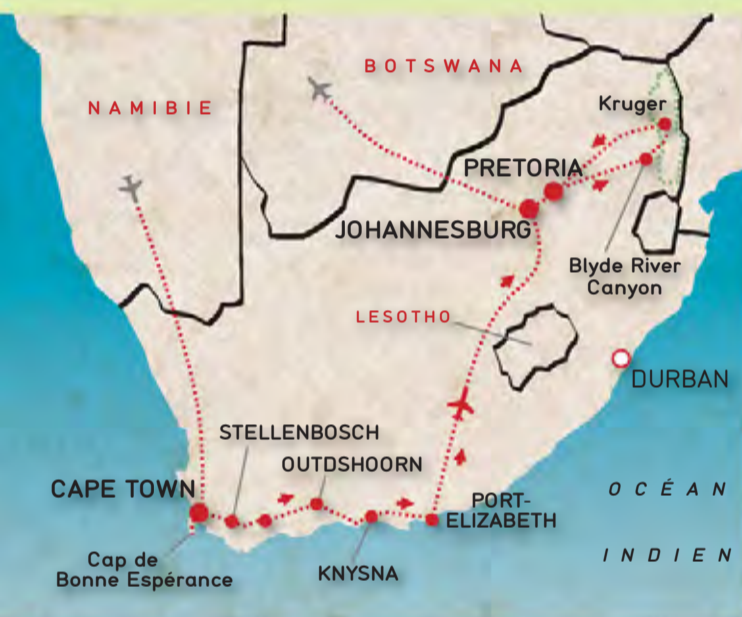 BOTSWANA
NAMIBIE
Kruger
PRETORIA
JOHANNESBURG
Blyde River
Canyon
LESOTHO
DURBAN
STELLENBOSCH
OUTDSHOORN
CAPE TOWN
PORT-
ELIZABETH
OCÉAN
INDIEN
Cap de
Bonne Espérance
KNYSNA